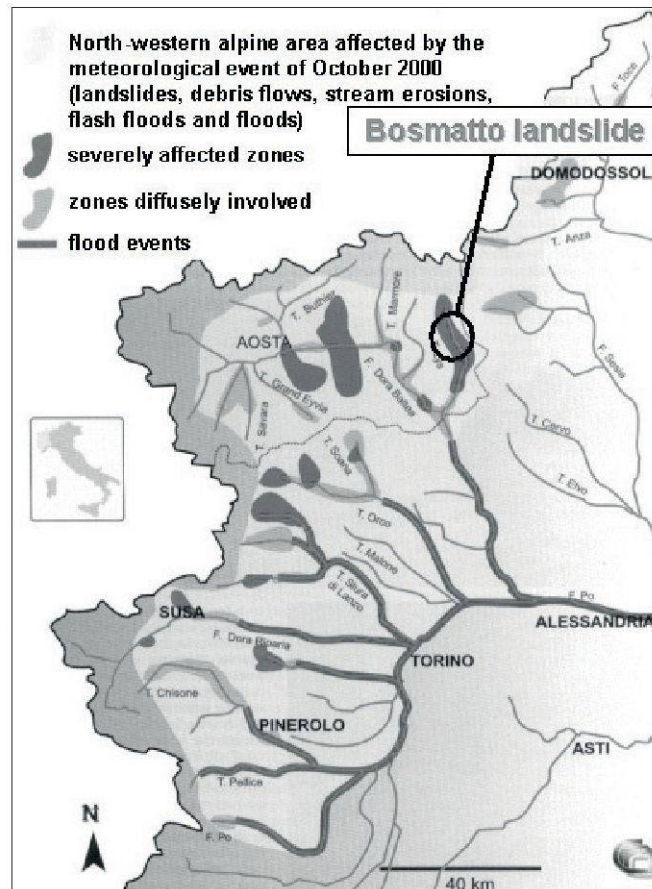 North-western alpine area affected by the
meteorological event of October 2000
(landslides, debris flows, stream erosions,
flash floods and floods)
severely affected zones
zones diffusely involved
flood events
Bosmatto landslide
F. Toce
DOMODOSSOL
T. Anza
T. Buthier
T. Marmore
AOSTA
F. Dora Baltea
F. Sesia
T. Grand Eyvia
T. Savara
T. Cervo
T. Elvo
T. Soana
T. Orco
T. Malone
T. Stura
di Lanzo
F. Po
SUSA
ALESSANDRIA
F. Dora Riparia
TORINO
T. Chisone
PINEROLO
ASTI
T. Pellice
N
F. Po
40 km